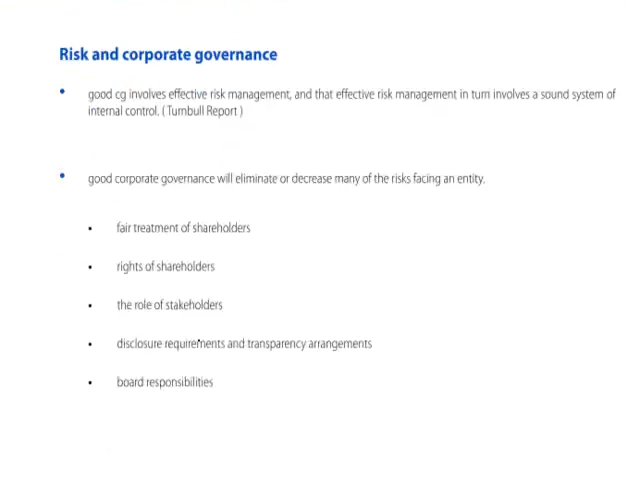 Risk and corporate governance
• good cg involves effective risk management, and that effective risk management in turn involves a sound system of
internal control. ( Turnbull Report )
• good corporate governance will eliminate or decrease many of the risks facing an entity.
• fair treatment of shareholders
• rights of shareholders
• the role of stakeholders
• disclosure requirements and transparency arrangements
• board responsibilities